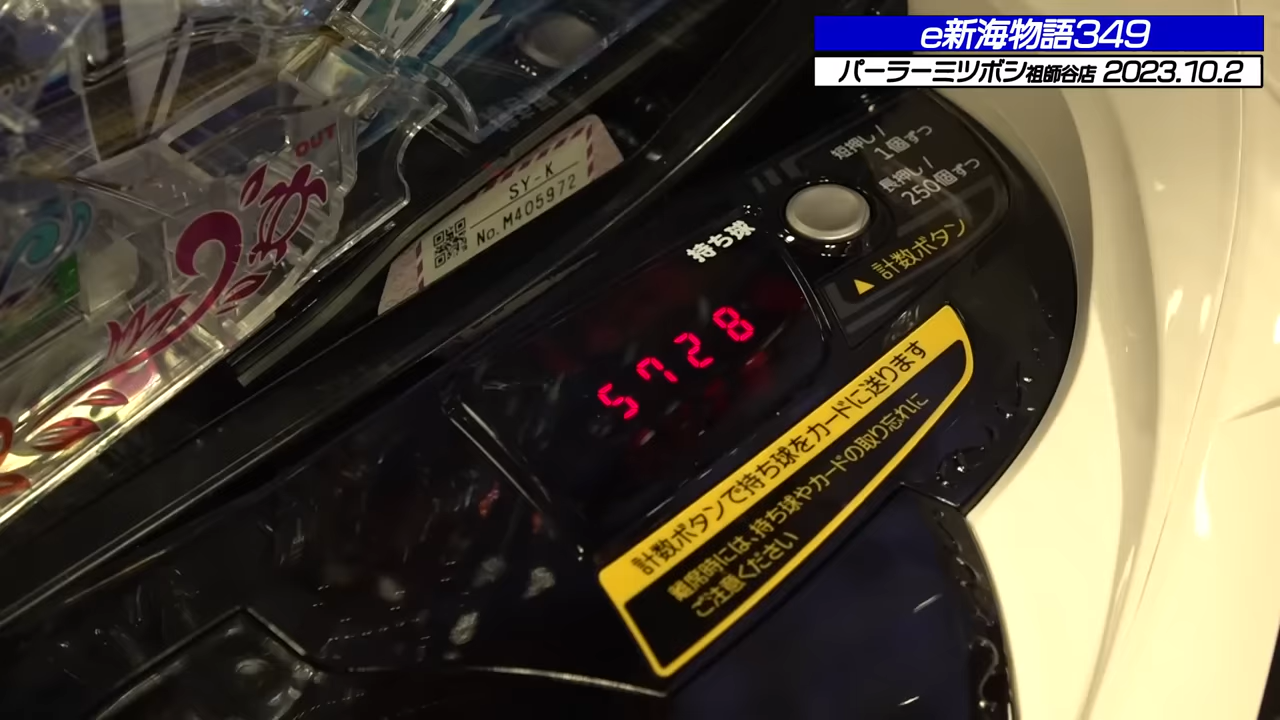 e新海物語349
パーラーミツボシ祖師谷店 2023.10.2
OUT
SY-K
No.M405972
短押し/
1個ずつ
長押し/
250個ずつ
持ち球
▲計数ボタン
5728
計数ボタンで持ち球をカードに送ります
離席時には、持ち球やカードの取り忘れに
ご注意ください